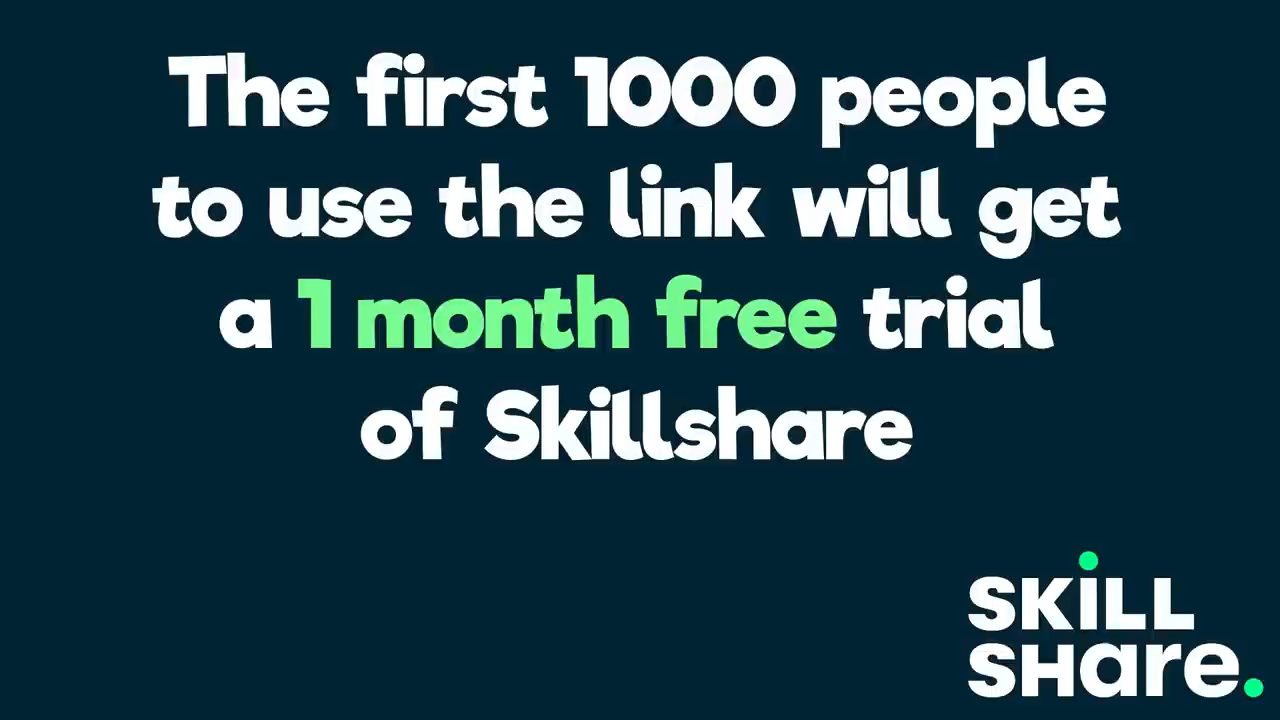 The first 1000 people
to use the link will get
a 1 month free trial
of Skillshare
SKiLL
SHare.